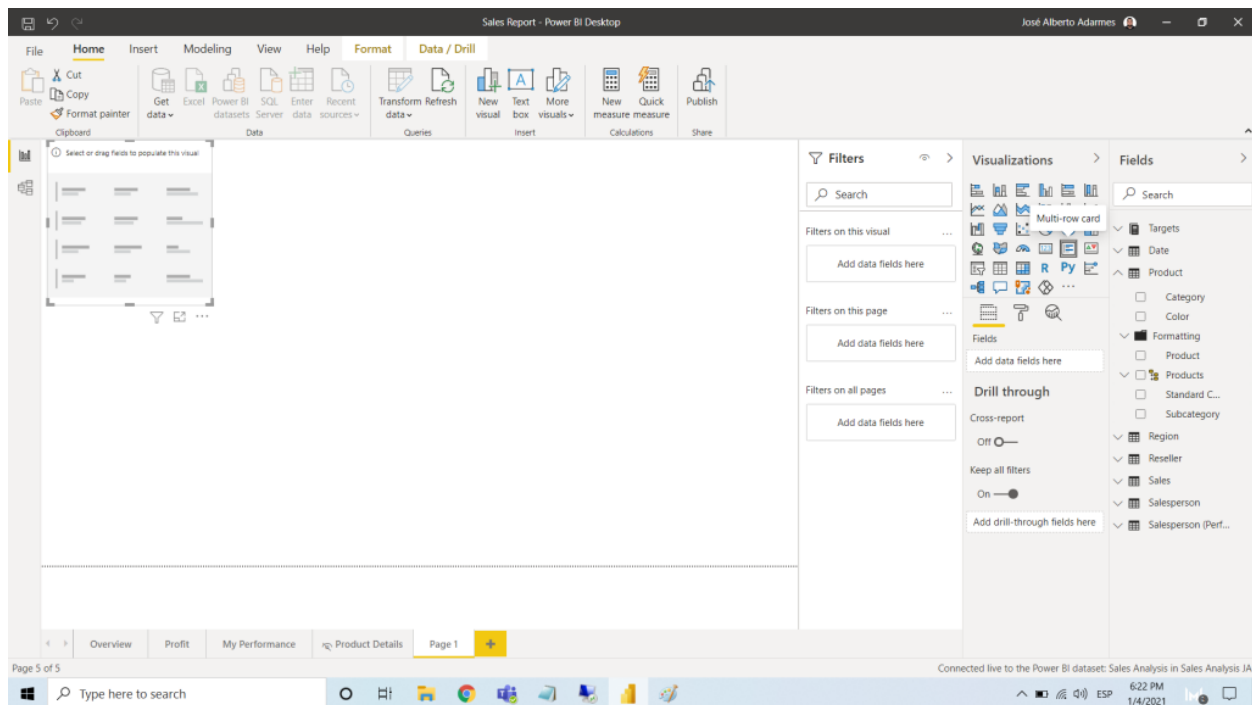 Sales Report - Power BI Desktop
José Alberto Adarmes
File Home Insert Modeling View Help Format Data / Drill
Paste
Cut
Copy
Format painter
Clipboard
Get data
Excel
Power BI datasets
SQL Server
Enter data
Recent sources
Data
Transform data
Refresh
Queries
New visual
Text box
More visuals
Insert
New measure
Quick measure
Calculations
Publish
Share
Select or drag fields to populate this visual
Filters
Search
Filters on this visual ...
Add data fields here
Filters on this page ...
Add data fields here
Filters on all pages ...
Add data fields here
Visualizations
Multi-row card
R Py
...
Fields
Add data fields here
Drill through
Cross-report
Off
Keep all filters
On
Add drill-through fields here
Fields
Search
Targets
Date
Product
Category
Color
Formatting
Product
Products
Standard C...
Subcategory
Region
Reseller
Sales
Salesperson
Salesperson (Perf...
Overview Profit My Performance Product Details Page 1 +
Page 5 of 5
Connected live to the Power BI dataset: Sales Analysis in Sales Analysis JA
Type here to search
ESP
6:22 PM
1/4/2021